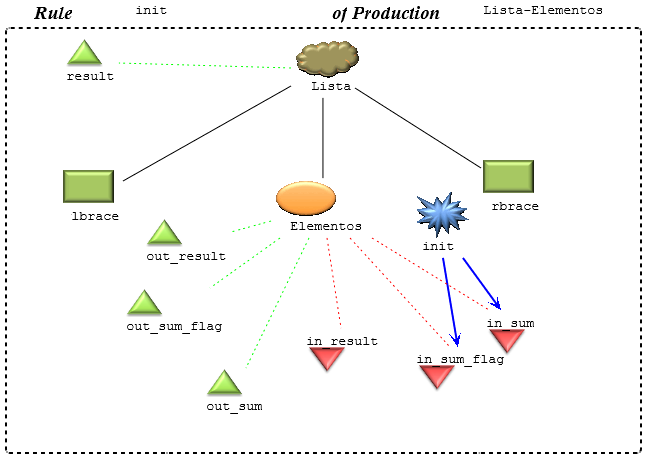 Rule init of Production Lista-Elementos
result
Lista
lbrace
rbrace
Elementos
init
out_result
in_sum
out_sum_flag
in_result
in_sum_flag
out_sum